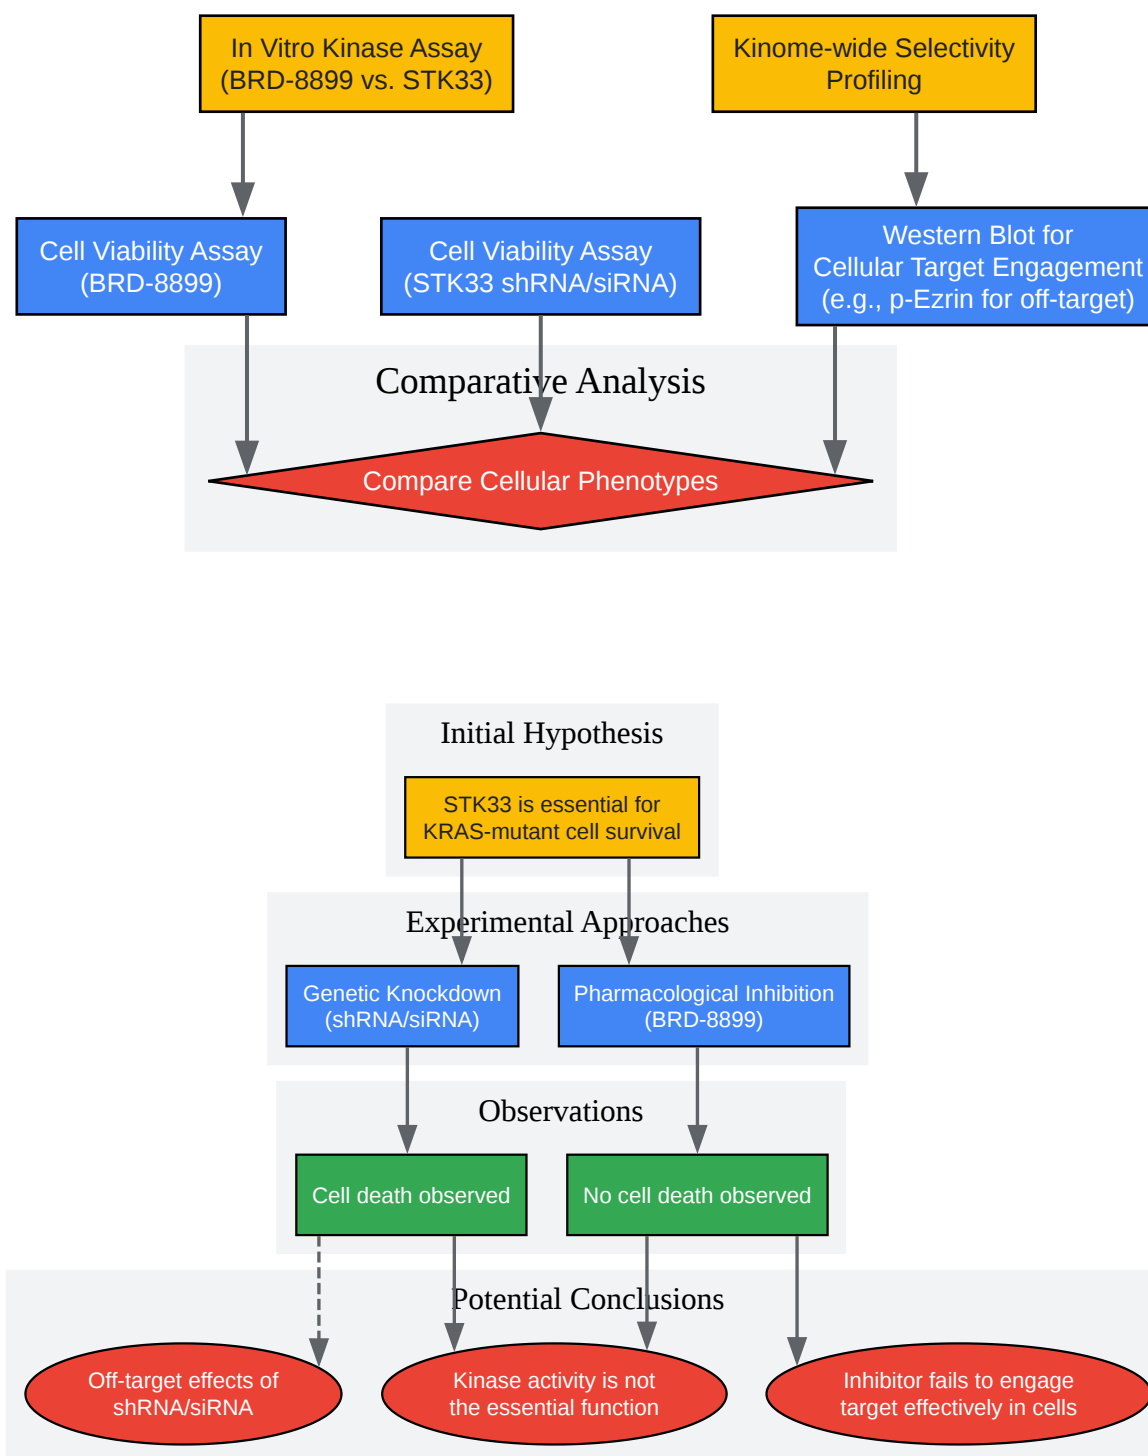 In Vitro Kinase Assay
(BRD-8899 vs. STK33)
Kinome-wide Selectivity
Profiling
Cell Viability Assay
(BRD-8899)
Cell Viability Assay
(STK33 shRNA/siRNA)
Western Blot for
Cellular Target Engagement
(e.g., p-Ezrin for off-target)
Comparative Analysis
Compare Cellular Phenotypes
Initial Hypothesis
STK33 is essential for
KRAS-mutant cell survival
Experimental Approaches
Genetic Knockdown
(shRNA/siRNA)
Pharmacological Inhibition
(BRD-8899)
Observations
Cell death observed
No cell death observed
Potential Conclusions
Off-target effects of
shRNA/siRNA
Kinase activity is not
the essential function
Inhibitor fails to engage
target effectively in cells